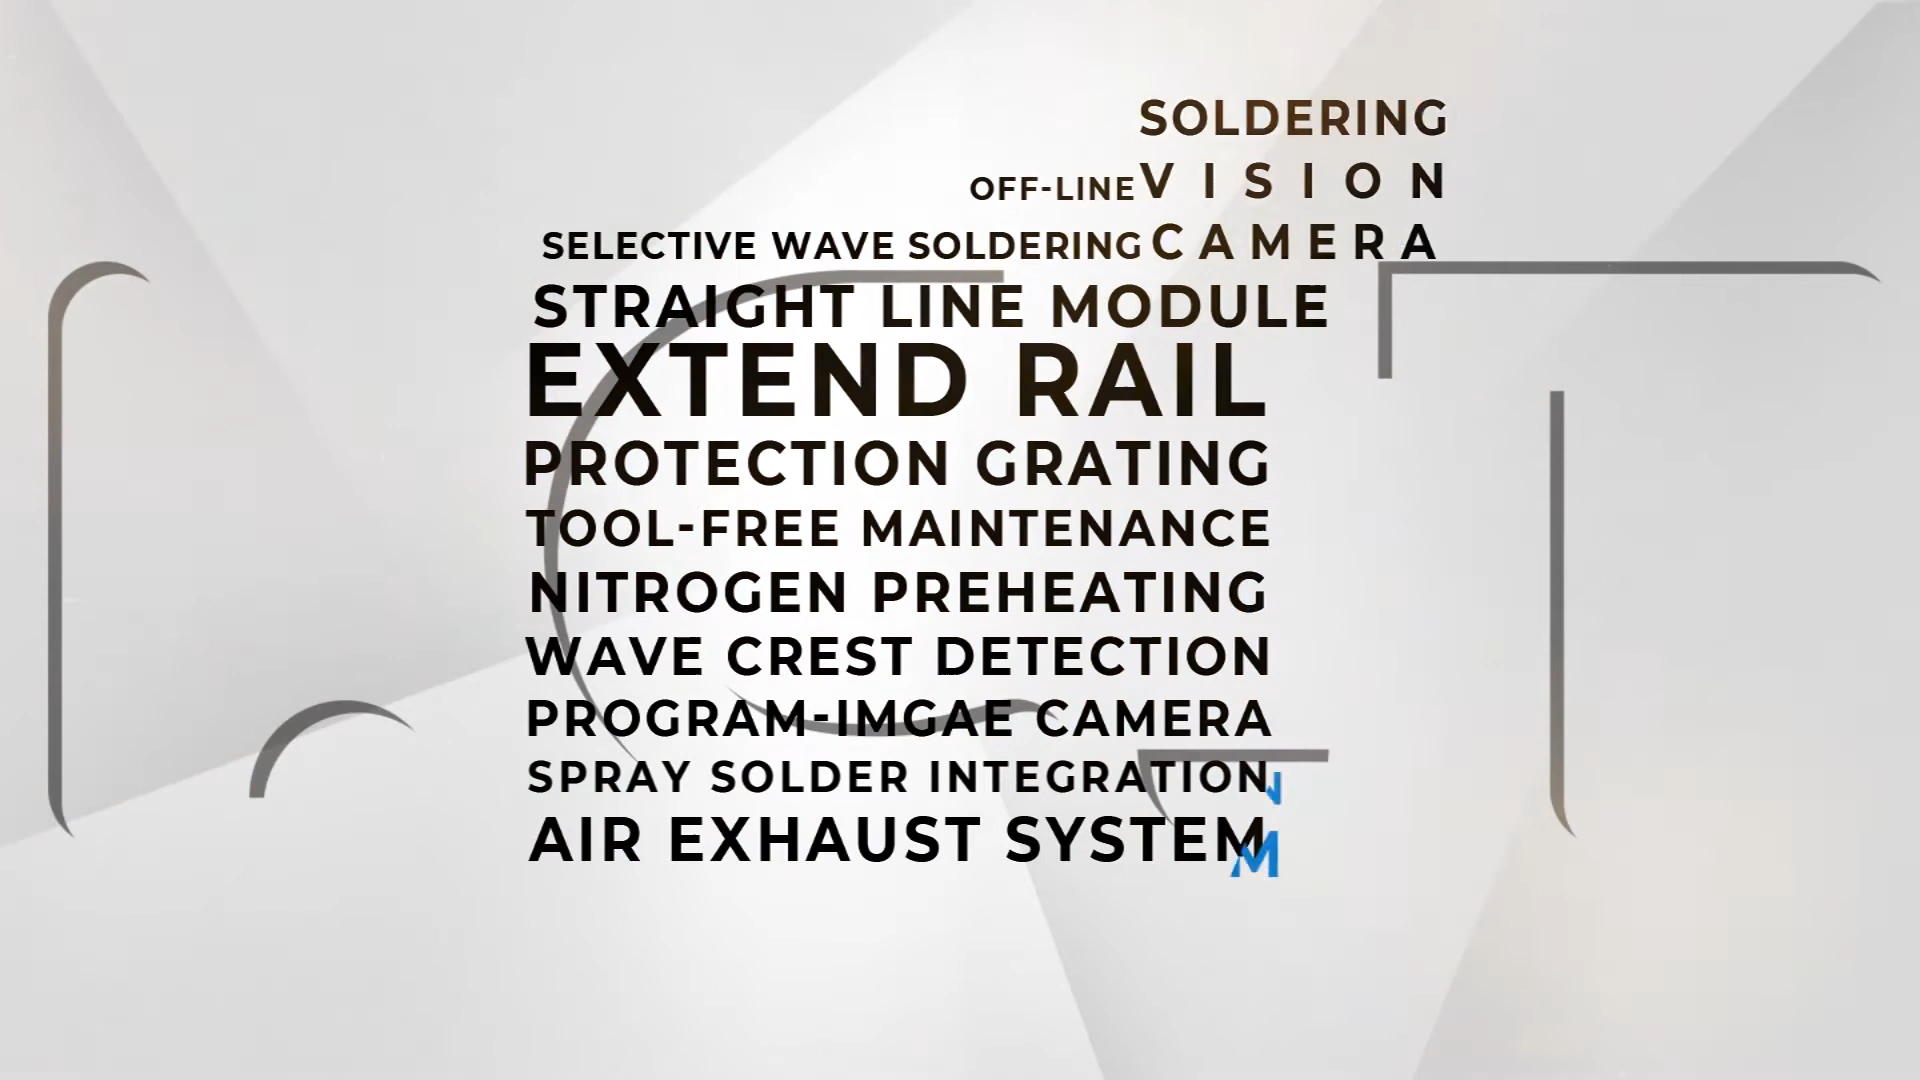 SOLDERING
OFF-LINE VISION
SELECTIVE WAVE SOLDERING CAMERA
STRAIGHT LINE MODULE
EXTEND RAIL
PROTECTION GRATING
TOOL-FREE MAINTENANCE
NITROGEN PREHEATING
WAVE CREST DETECTION
PROGRAM-IMGAE CAMERA
SPRAY SOLDER INTEGRATION
AIR EXHAUST SYSTEM